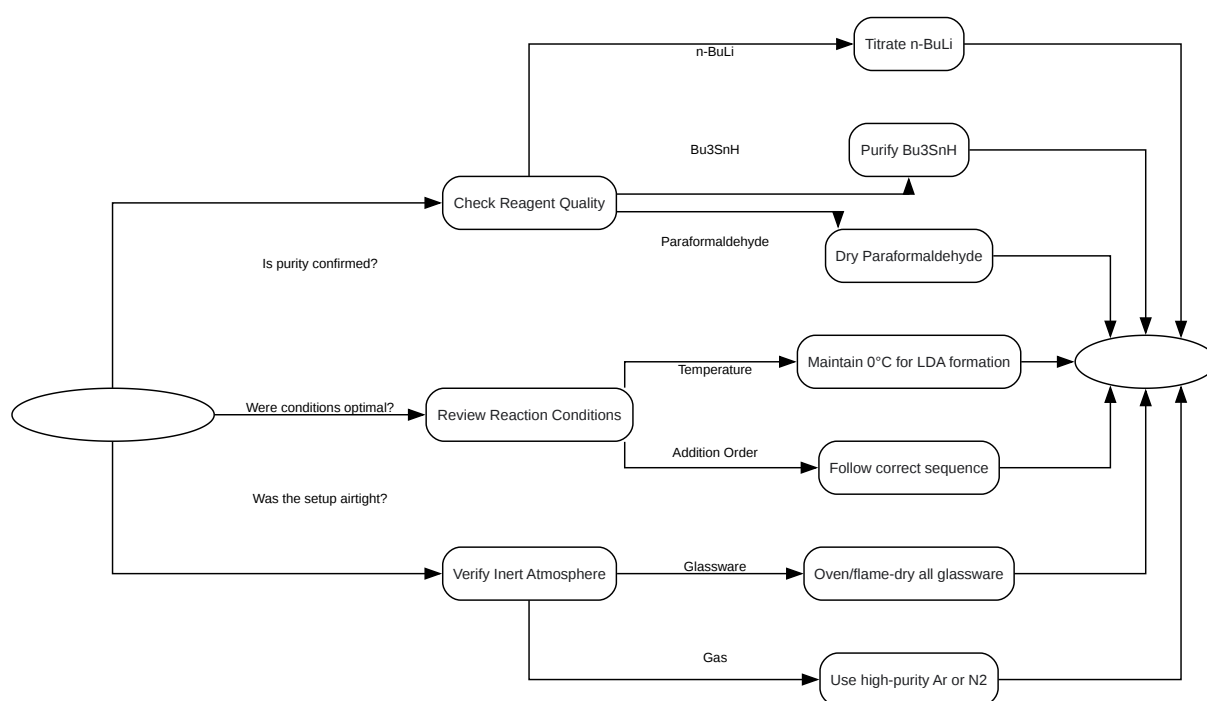 n-BuLi
Titrate n-BuLi
Bu3SnH
Purify Bu3SnH
Check Reagent Quality
Paraformaldehyde
Dry Paraformaldehyde
Is purity confirmed?
Maintain 0°C for LDA formation
Temperature
Were conditions optimal?
Review Reaction Conditions
Addition Order
Follow correct sequence
Was the setup airtight?
Verify Inert Atmosphere
Glassware
Oven/flame-dry all glassware
Gas
Use high-purity Ar or N2